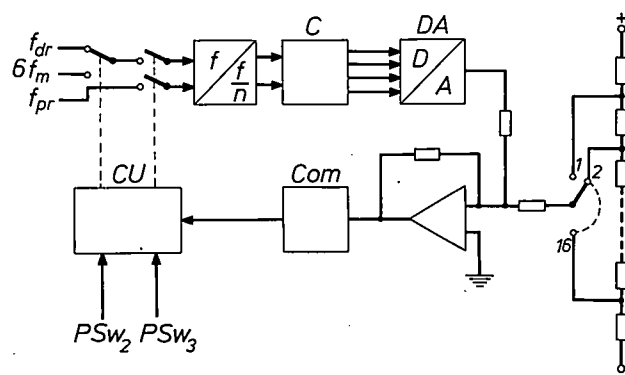 C DA
f_dr
6f_m
f_pr
f f/n
D A
+
1
2
16
CU
Com
PSw_2 PSw_3